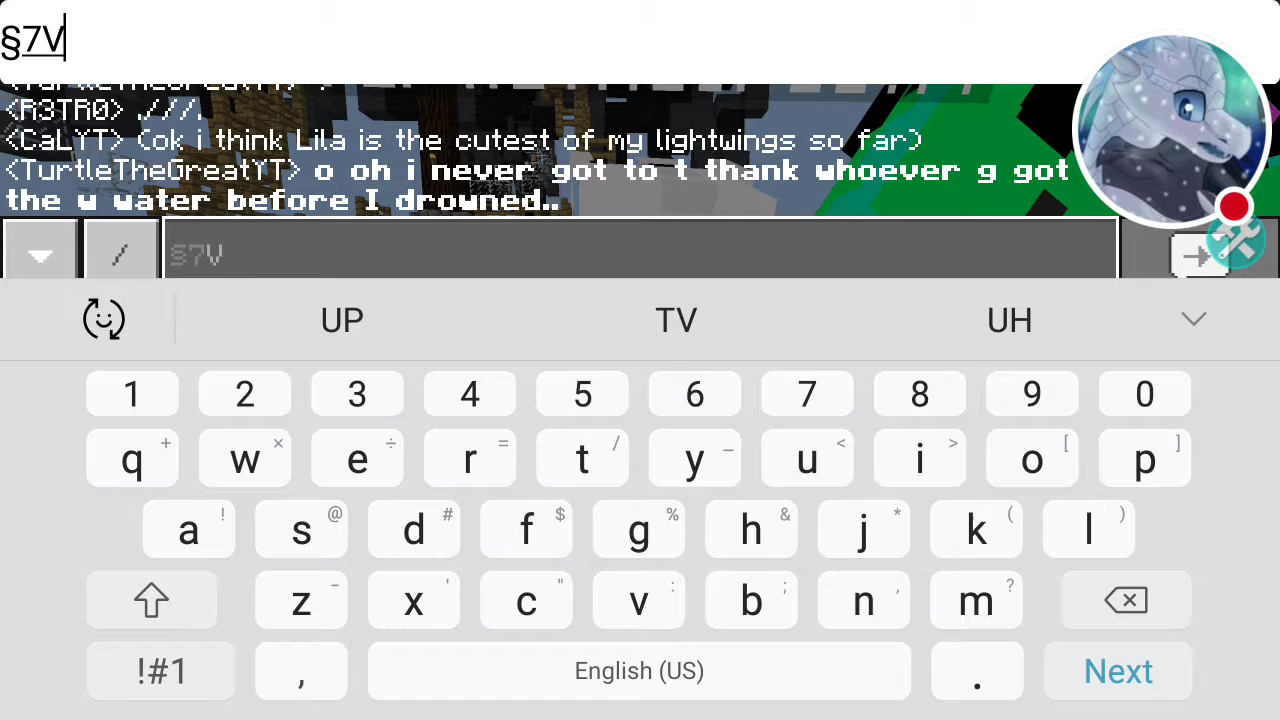 §7V
<TurtleTheGreatYT>
<R3TR0> .///.
<CaLYT> (ok i think Lila is the cutest of my lightwings so far)
<TurtleTheGreatYT> o oh i never got to t thank whoever g got
the w water before I drowned..
/ §7V
UP TV UH
1 2 3 4 5 6 7 8 9 0
q + w × e ÷ r = t / y _ u < i > o [ p ]
a ! s @ d # f $ g % h & j * k ( l )
z - x ' c " v : b ; n , m ?
!#1 , English (US) . Next